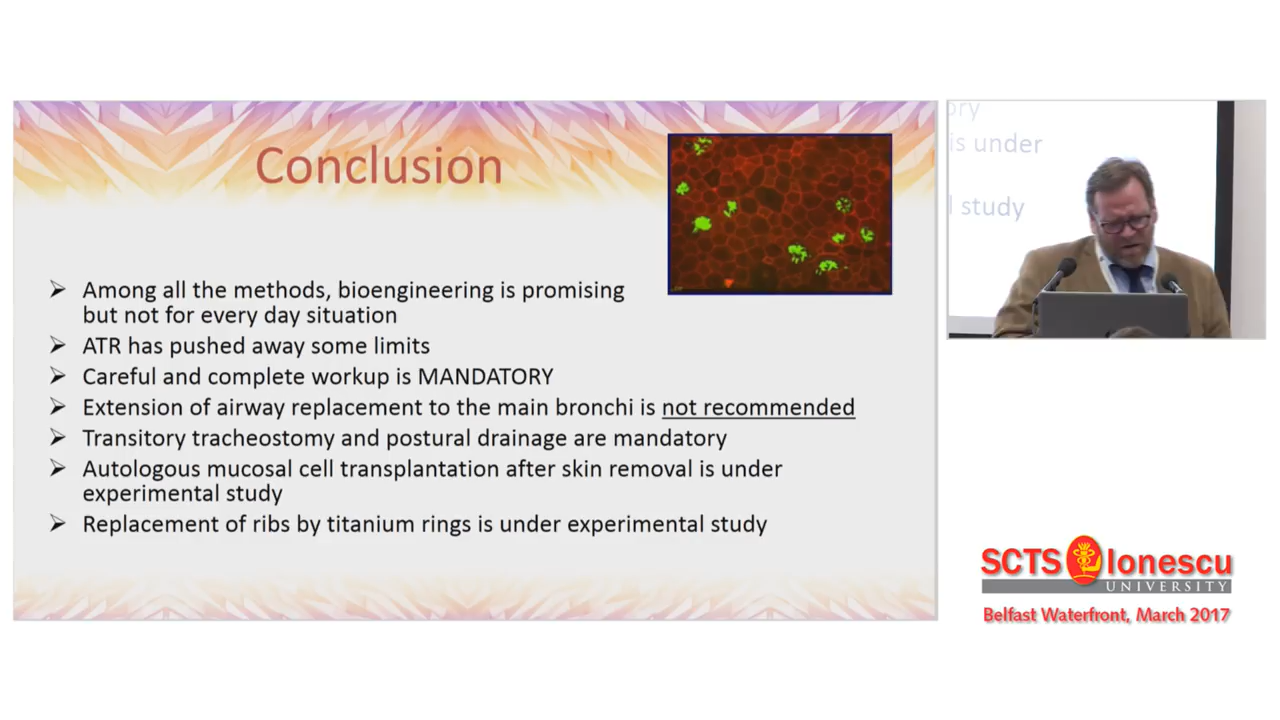 Conclusion
➢ Among all the methods, bioengineering is promising
but not for every day situation
➢ ATR has pushed away some limits
➢ Careful and complete workup is MANDATORY
➢ Extension of airway replacement to the main bronchi is not recommended
➢ Transitory tracheostomy and postural drainage are mandatory
➢ Autologous mucosal cell transplantation after skin removal is under
experimental study
➢ Replacement of ribs by titanium rings is under experimental study
is under
study
SCTS Ionescu
UNIVERSITY
Belfast Waterfront, March 2017